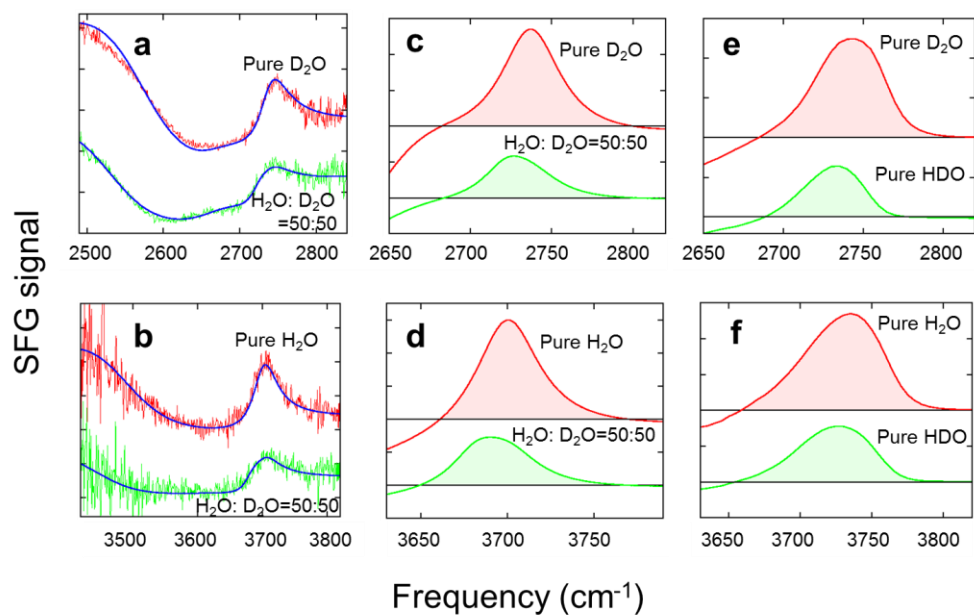 SFG signal
a
Pure D₂O
H₂O: D₂O
=50:50
2500 2600 2700 2800
c
Pure D₂O
H₂O: D₂O=50:50
2650 2700 2750 2800
e
Pure D₂O
Pure HDO
2650 2700 2750 2800
b
Pure H₂O
H₂O: D₂O=50:50
3500 3600 3700 3800
d
Pure H₂O
H₂O: D₂O=50:50
3650 3700 3750
f
Pure H₂O
Pure HDO
3650 3700 3750 3800
Frequency (cm⁻¹)